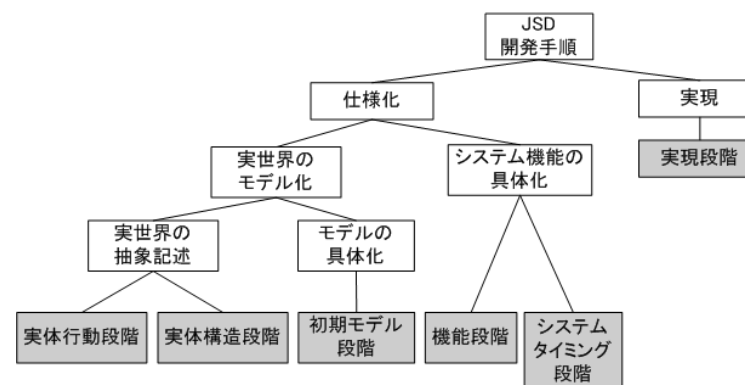 JSD
開発手順
仕様化
実現
実世界の
モデル化
システム機能の
具体化
実現段階
実世界の
抽象記述
モデルの
具体化
実体行動段階
実体構造段階
初期モデル
段階
機能段階
システム
タイミング
段階